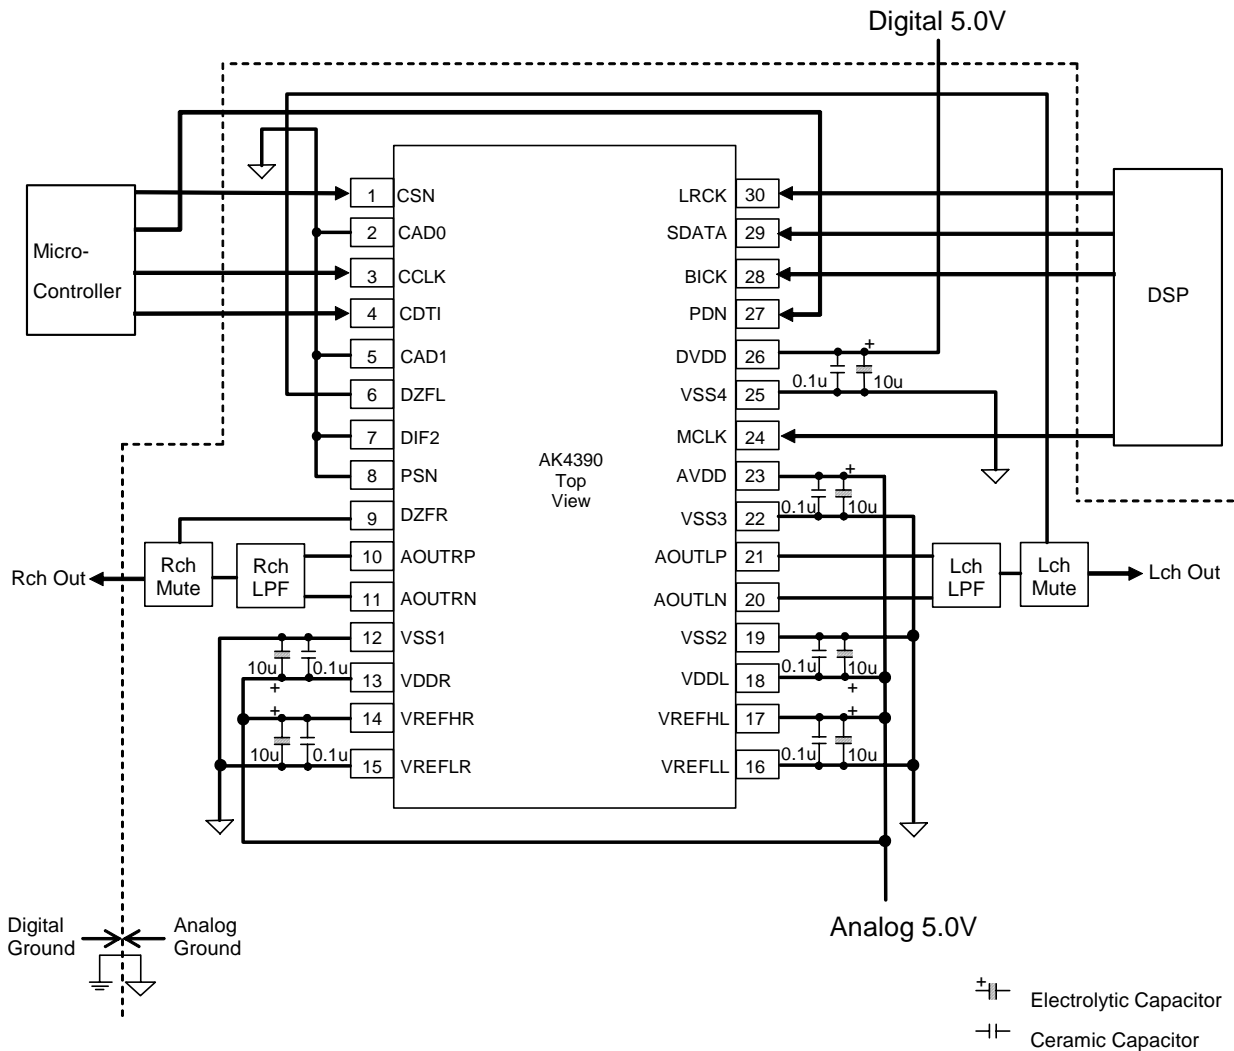 Digital 5.0V
Micro-
Controller
1 CSN
2 CAD0
3 CCLK
4 CDTI
5 CAD1
6 DZFL
7 DIF2
8 PSN
9 DZFR
10 AOUTRP
11 AOUTRN
12 VSS1
13 VDDR
14 VREFHR
15 VREFLR
AK4390
Top
View
LRCK 30
SDATA 29
BICK 28
PDN 27
DVDD 26
VSS4 25
MCLK 24
AVDD 23
VSS3 22
AOUTLP 21
AOUTLN 20
VSS2 19
VDDL 18
VREFHL 17
VREFLL 16
DSP
+
0.1u 10u
+
0.1u 10u
0.1u 10u
+
+
0.1u 10u
10u 0.1u
+
+
10u 0.1u
Rch Out
Rch
Mute
Rch
LPF
Lch
LPF
Lch
Mute
Lch Out
Analog 5.0V
Digital
Ground
Analog
Ground
+
Electrolytic Capacitor
Ceramic Capacitor